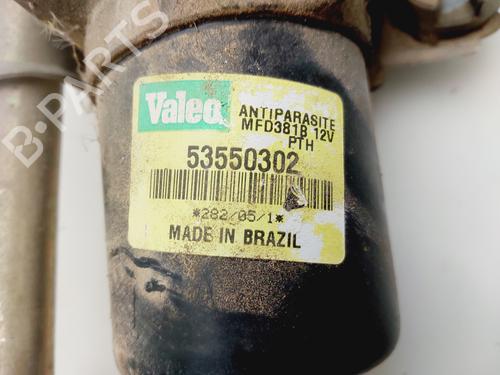 B-PARTS
Valeo
ANTIPARASITE
MFD381B 12V
PTH
53550302
*282/05/1*
MADE IN BRAZIL